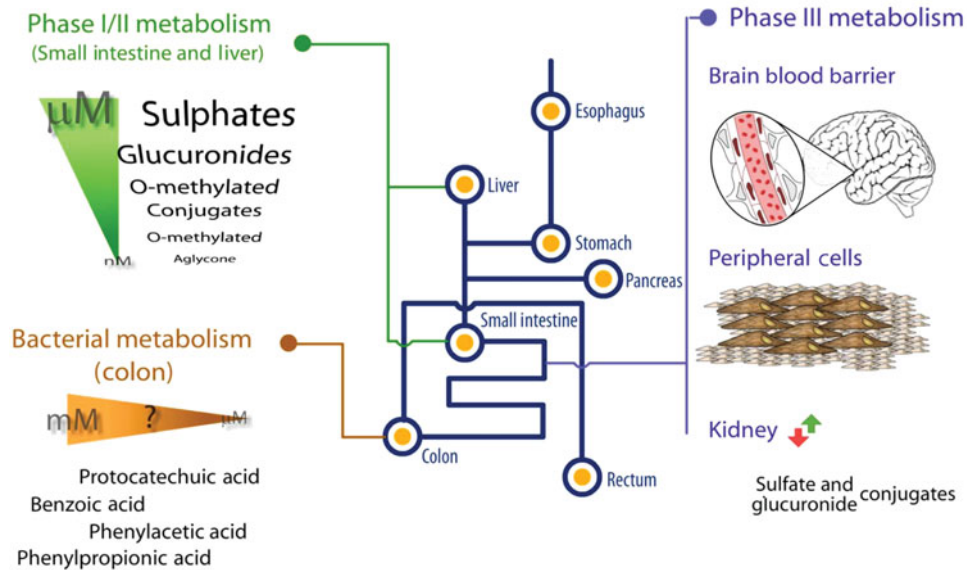 Phase I/II metabolism
(Small intestine and liver)
μM
Sulphates
Glucuronides
O-methylated
Conjugates
O-methylated
Aglycone
nM
Bacterial metabolism
(colon)
mM
?
μM
Protocatechuic acid
Benzoic acid
Phenylacetic acid
Phenylpropionic acid
Esophagus
Liver
Stomach
Pancreas
Small intestine
Colon
Rectum
Phase III metabolism
Brain blood barrier
Peripheral cells
Kidney
Sulfate and
glucuronide conjugates